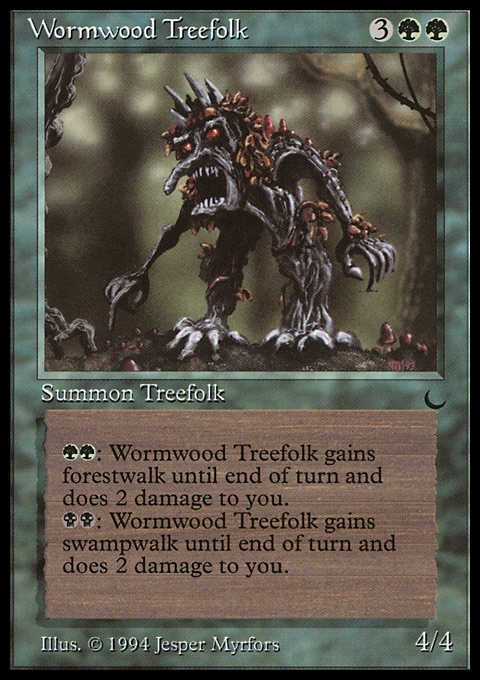 Wormwood Treefolk 3
Summon Treefolk
: Wormwood Treefolk gains
forestwalk until end of turn and
does 2 damage to you.
: Wormwood Treefolk gains
swampwalk until end of turn and
does 2 damage to you.
Illus. © 1994 Jesper Myrfors 4/4